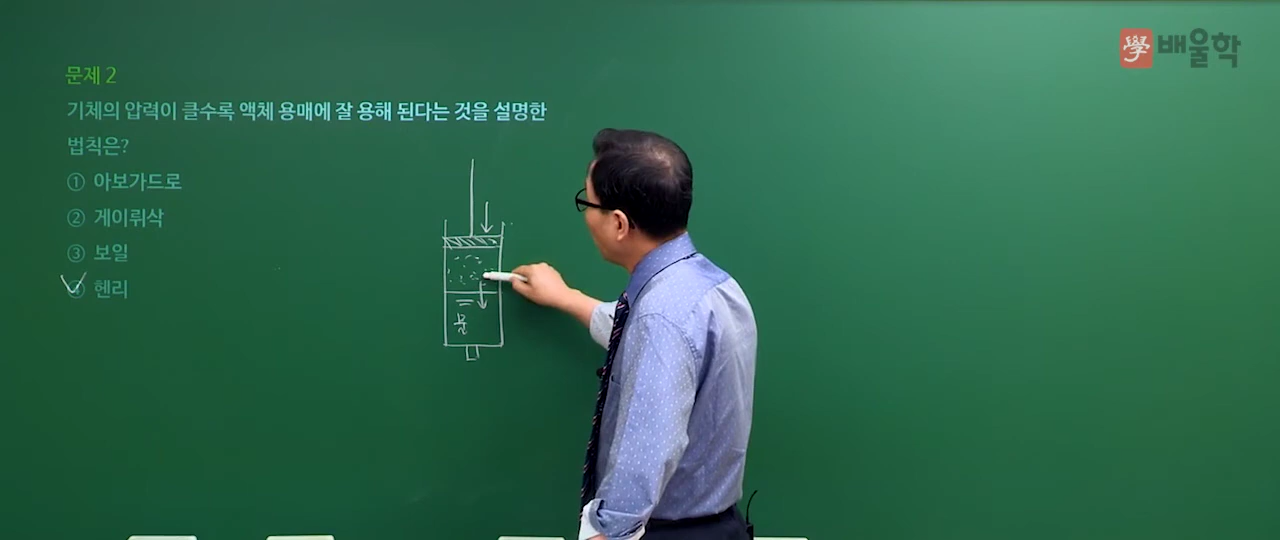 學 배울학
문제 2
기체의 압력이 클수록 액체 용매에 잘 용해 된다는 것을 설명한
법칙은?
① 아보가드로
② 게이뤼삭
③ 보일
④ 헨리
물